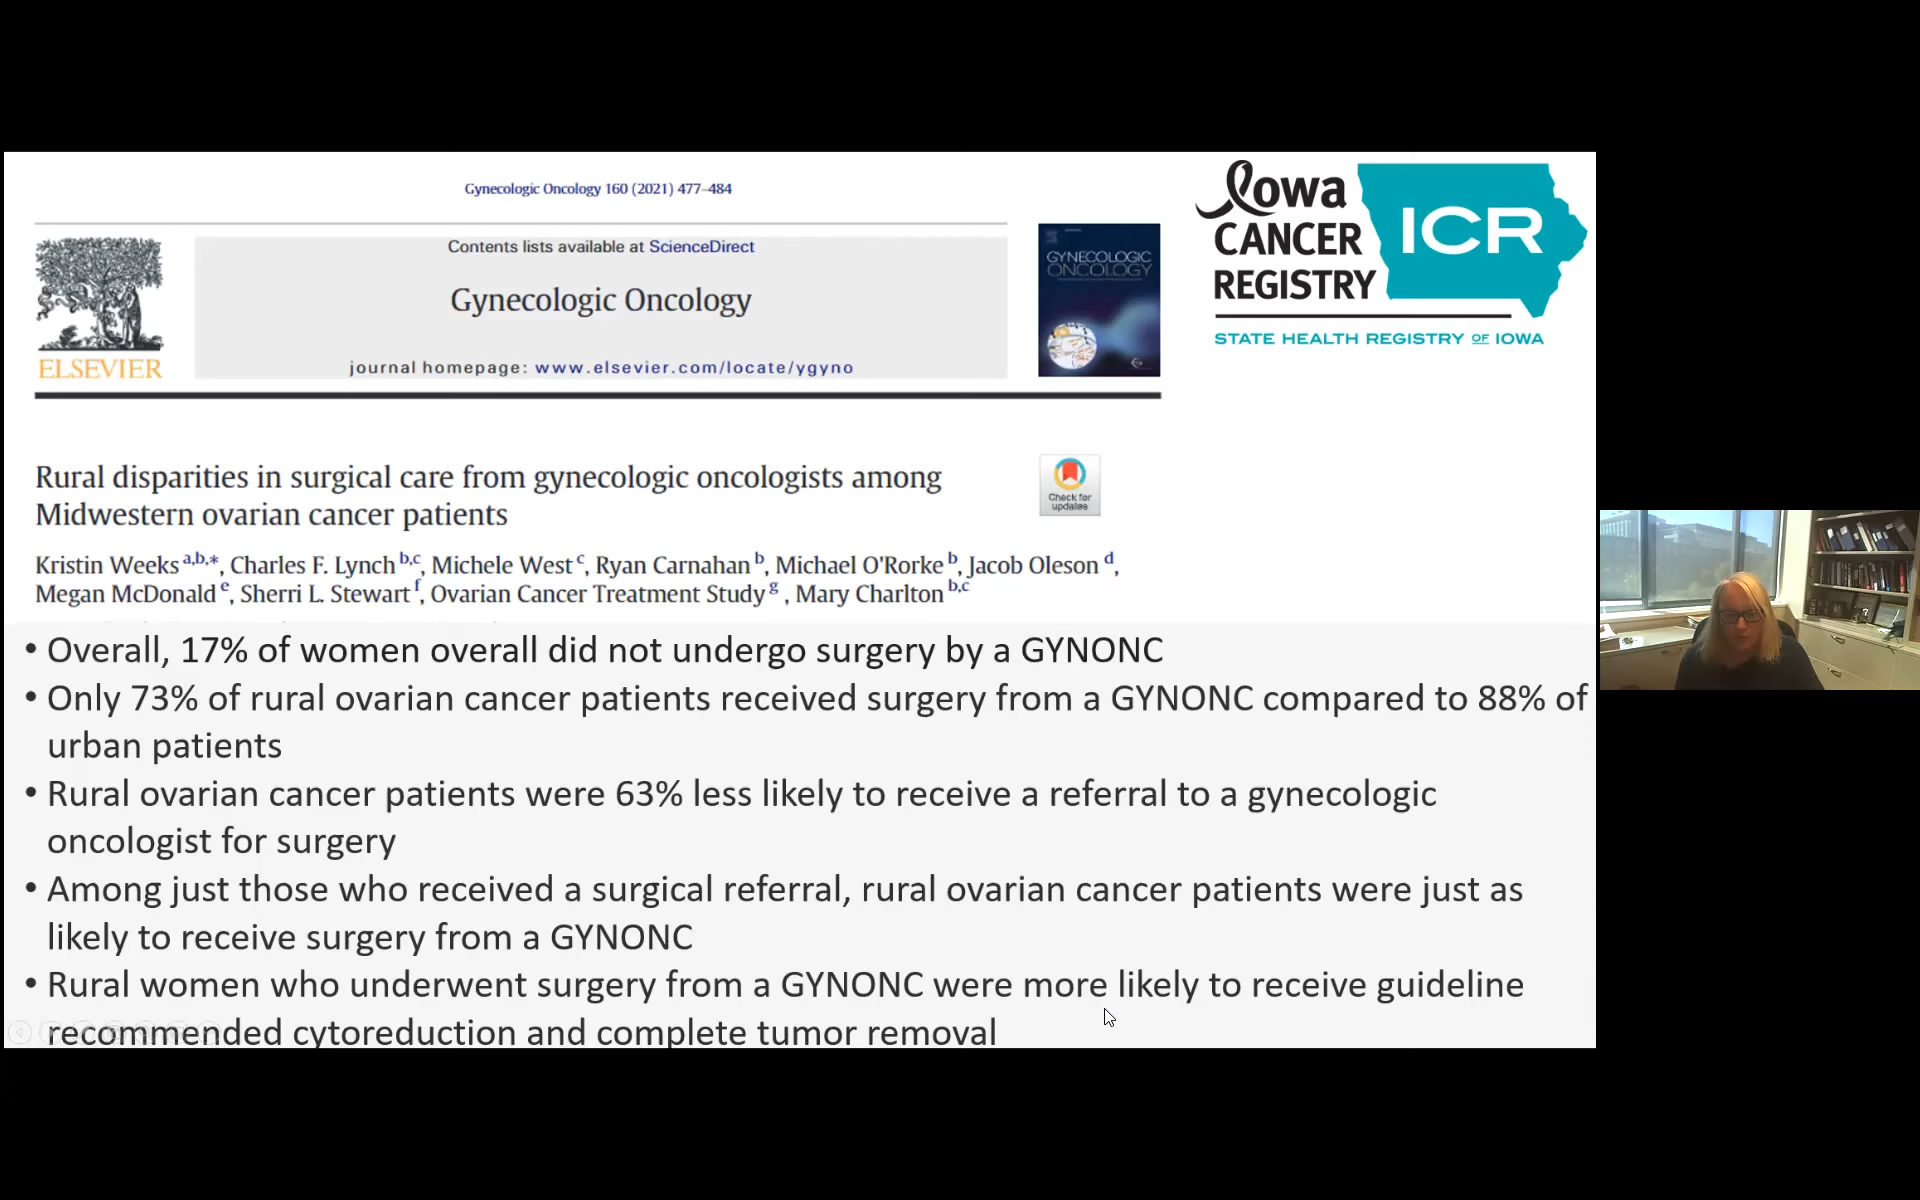 Gynecologic Oncology 160 (2021) 477–484
Contents lists available at ScienceDirect
Gynecologic Oncology
journal homepage: www.elsevier.com/locate/ygyno
ELSEVIER
GYNECOLOGIC
ONCOLOGY
Iowa
CANCER
REGISTRY
ICR
STATE HEALTH REGISTRY OF IOWA
Rural disparities in surgical care from gynecologic oncologists among
Midwestern ovarian cancer patients
Check for
updates
Kristin Weeks a,b,*, Charles F. Lynch b,c, Michele West c, Ryan Carnahan b, Michael O'Rorke b, Jacob Oleson d,
Megan McDonald e, Sherri L. Stewart f, Ovarian Cancer Treatment Study g , Mary Charlton b,c
• Overall, 17% of women overall did not undergo surgery by a GYNONC
• Only 73% of rural ovarian cancer patients received surgery from a GYNONC compared to 88% of
urban patients
• Rural ovarian cancer patients were 63% less likely to receive a referral to a gynecologic
oncologist for surgery
• Among just those who received a surgical referral, rural ovarian cancer patients were just as
likely to receive surgery from a GYNONC
• Rural women who underwent surgery from a GYNONC were more likely to receive guideline
recommended cytoreduction and complete tumor removal